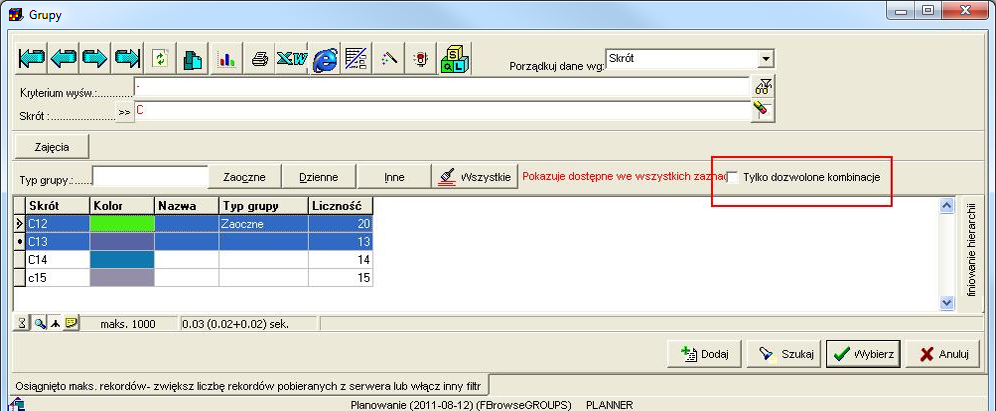 Grupy
Porządkuj dane wg: Skrót
Kryterium wyśw.:
Skrót : >> C
Zajęcia
Typ grupy.: Zaoczne Dzienne Inne Wszystkie Pokazuje dostępne we wszystkich zaznac Tylko dozwolone kombinacje
Skrót Kolor Nazwa Typ grupy Liczność
C12 Zaoczne 20
C13 13
C14 14
c15 15
finiowanie hierarchii
maks. 1000 0.03 (0.02+0.02) sek.
Dodaj Szukaj Wybierz Anuluj
Osiągnięto maks. rekordów- zwiększ liczbę rekordów pobieranych z serwera lub włącz inny filtr
Planowanie (2011-08-12) (FBrowseGROUPS) PLANNER